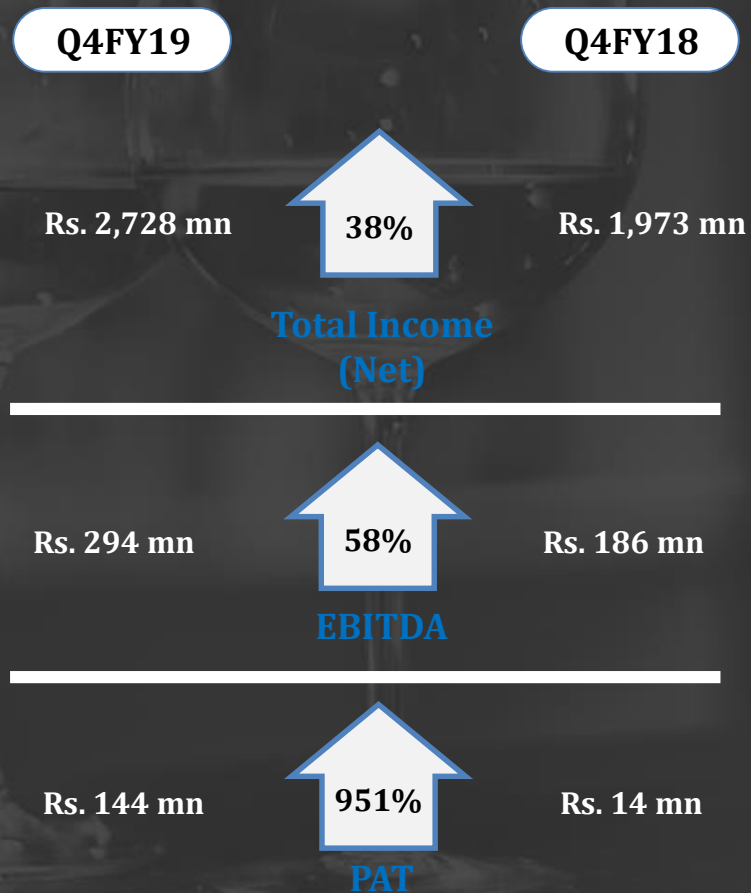 Q4FY19
Q4FY18
Rs. 2,728 mn
38%
Rs. 1,973 mn
Total Income
(Net)
Rs. 294 mn
58%
Rs. 186 mn
EBITDA
Rs. 144 mn
951%
Rs. 14 mn
PAT